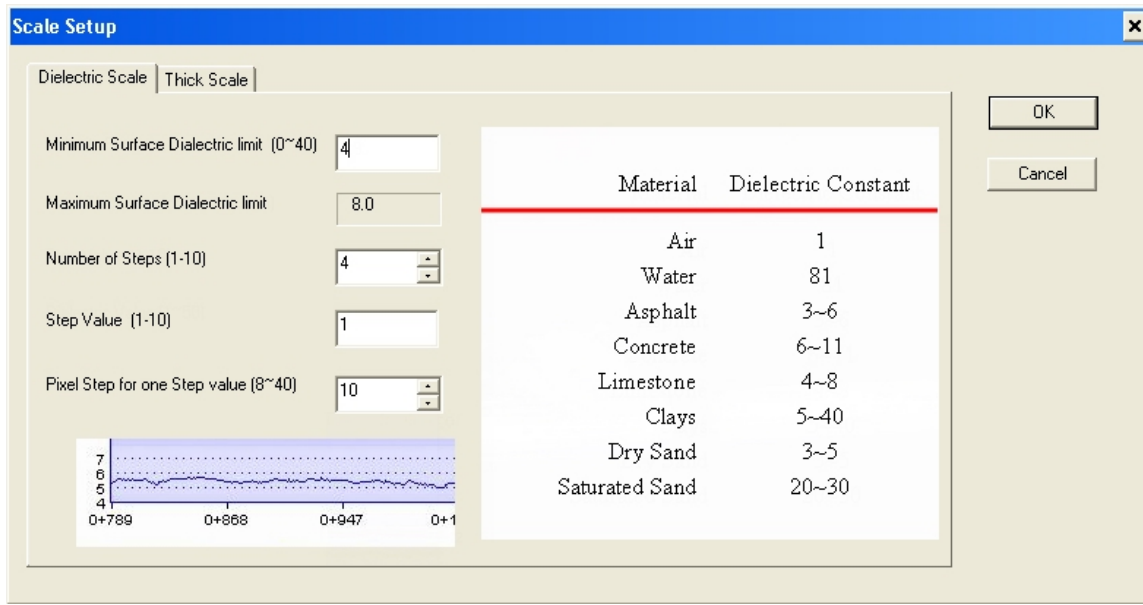 Scale Setup
Dielectric Scale
Thick Scale
Minimum Surface Dielectric limit (0~40)
4
Maximum Surface Dielectric limit
8.0
Number of Steps (1-10)
4
Step Value (1-10)
1
Pixel Step for one Step value (8~40)
10
7
6
5
4
0+789 0+868 0+947 0+1
Material Dielectric Constant
Air 1
Water 81
Asphalt 3~6
Concrete 6~11
Limestone 4~8
Clays 5~40
Dry Sand 3~5
Saturated Sand 20~30
OK
Cancel